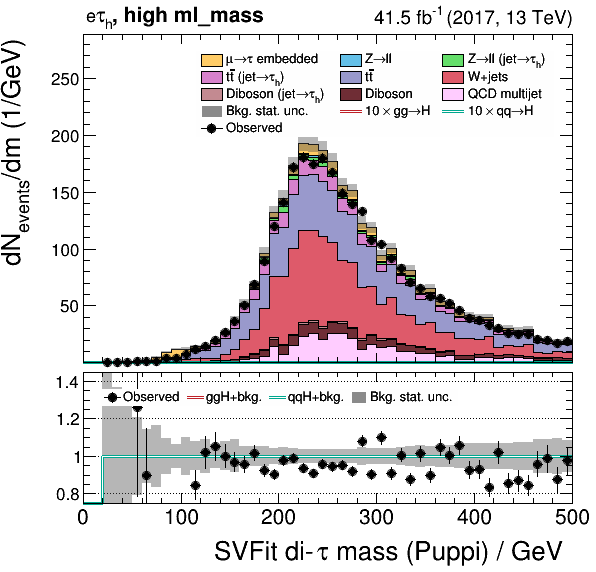 eτh, high ml_mass 41.5 fb-1 (2017, 13 TeV)
μ→τ embedded Z→ll Z→ll (jet→τh)
tt̄ (jet→τh) tt̄ W+jets
Diboson (jet→τh) Diboson QCD multijet
Bkg. stat. unc. 10×gg→H 10×qq→H
Observed
dNevents/dm (1/GeV)
250
200
150
100
50
Observed ggH+bkg. qqH+bkg. Bkg. stat. unc.
1.4
1.2
1
0.8
0 100 200 300 400 500
SVFit di-τ mass (Puppi) / GeV